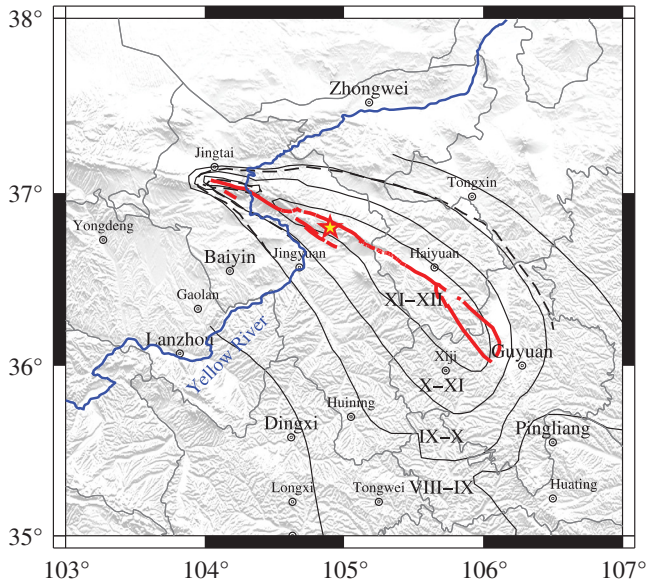 38°
Zhongwei
Jingtai
37°
Tongxin
Yongdeng
Baiyin
Jingyuan
Haiyuan
Gaolan
XI–XII
Lanzhou
Yellow River
36°
Xiji
Guyuan
X–XI
Huining
Dingxi
IX–X
Pingliang
VIII–IX
Longxi
Tongwei
Huating
35°
103°
104°
105°
106°
107°